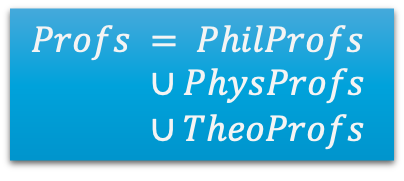 Profs = PhilProfs
∪ PhysProfs
∪ TheoProfs